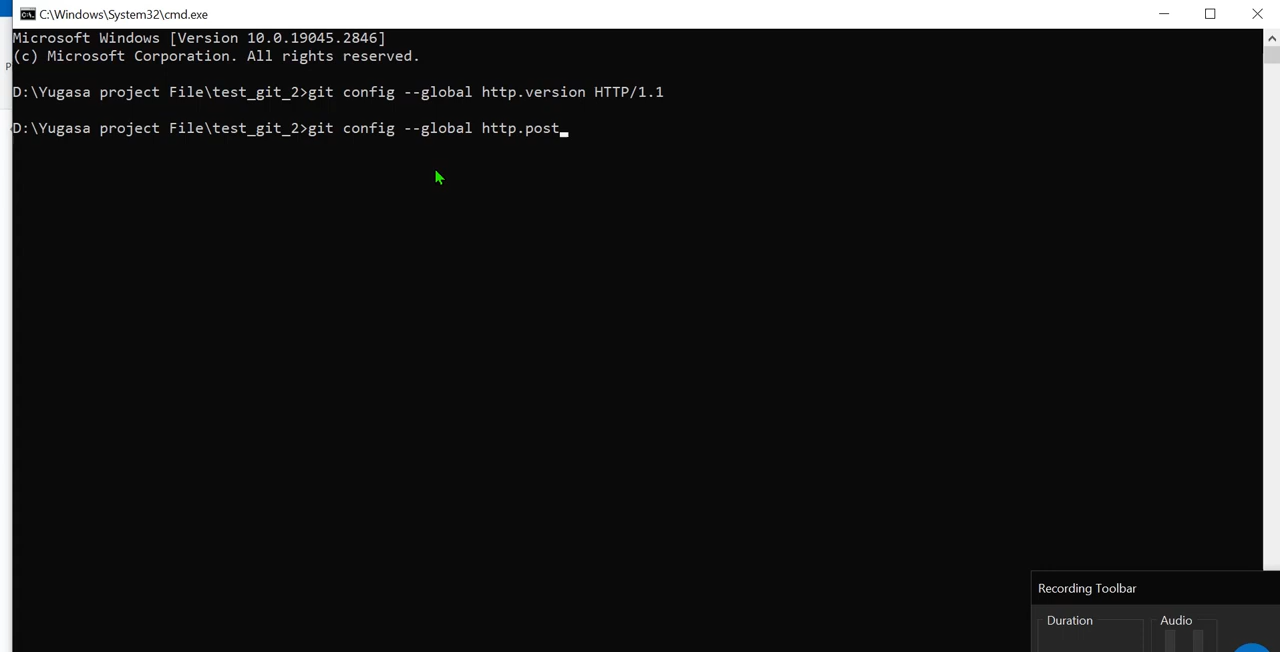 C:\Windows\System32\cmd.exe
Microsoft Windows [Version 10.0.19045.2846]
(c) Microsoft Corporation. All rights reserved.
D:\Yugasa project File\test_git_2>git config --global http.version HTTP/1.1
D:\Yugasa project File\test_git_2>git config --global http.post
P
Recording Toolbar
Duration
Audio